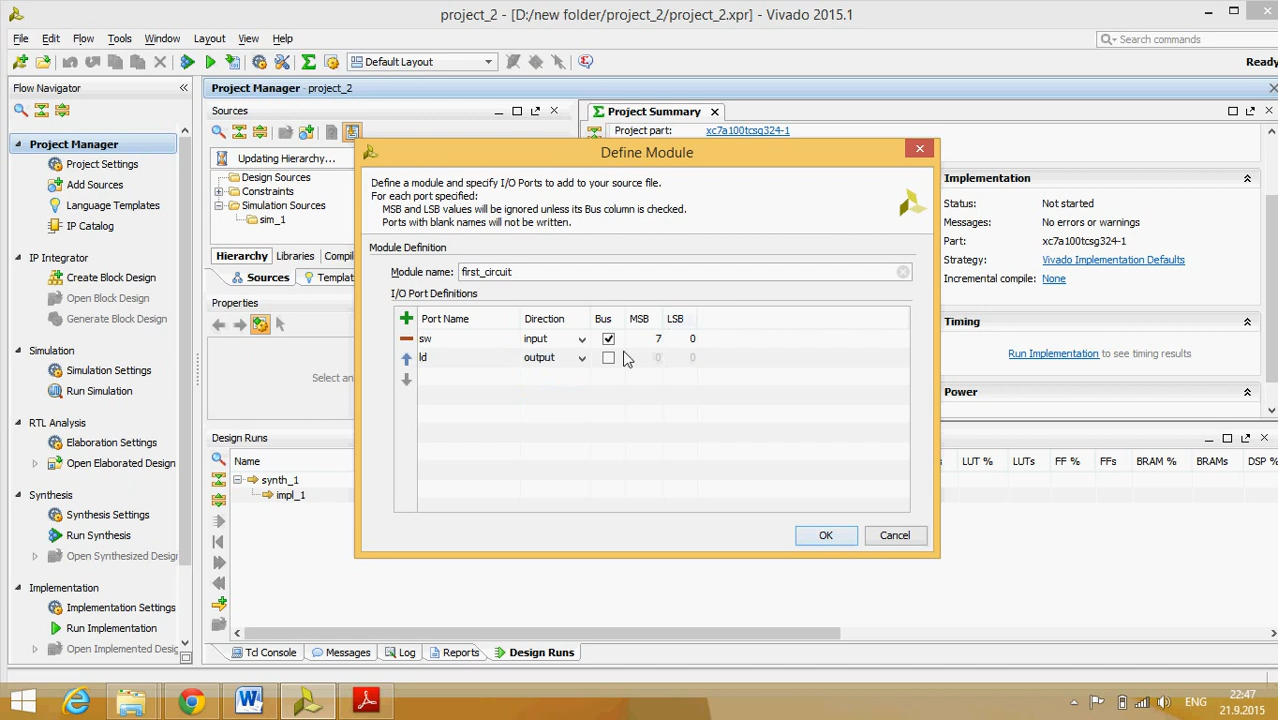 project_2 - [D:/new folder/project_2/project_2.xpr] - Vivado 2015.1
File Edit Flow Tools Window Layout View Help
Search commands
Default Layout
Ready
Flow Navigator
Project Manager
Project Settings
Add Sources
Language Templates
IP Catalog
IP Integrator
Create Block Design
Open Block Design
Generate Block Design
Simulation
Simulation Settings
Run Simulation
RTL Analysis
Elaboration Settings
Open Elaborated Design
Synthesis
Synthesis Settings
Run Synthesis
Open Synthesized Desig
Implementation
Implementation Settings
Run Implementation
Open Implemented Desig
Project Manager - project_2
Sources
Updating Hierarchy...
Design Sources
Constraints
Simulation Sources
sim_1
Hierarchy Libraries Compil
Sources Templat
Properties
Select an
Project Summary
Project part: xc7a100tcsg324-1
Define Module
Define a module and specify I/O Ports to add to your source file.
For each port specified:
MSB and LSB values will be ignored unless its Bus column is checked.
Ports with blank names will not be written.
Module Definition
Module name: first_circuit
I/O Port Definitions
Port Name Direction Bus MSB LSB
sw input 7 0
ld output 0 0
OK Cancel
Implementation
Status: Not started
Messages: No errors or warnings
Part: xc7a100tcsg324-1
Strategy: Vivado Implementation Defaults
Incremental compile: None
Timing
Run Implementation to see timing results
Power
Design Runs
Name LUT % LUTs FF % FFs BRAM % BRAMs DSP %
synth_1
impl_1
Tcl Console Messages Log Reports Design Runs
ENG
22:47
21.9.2015